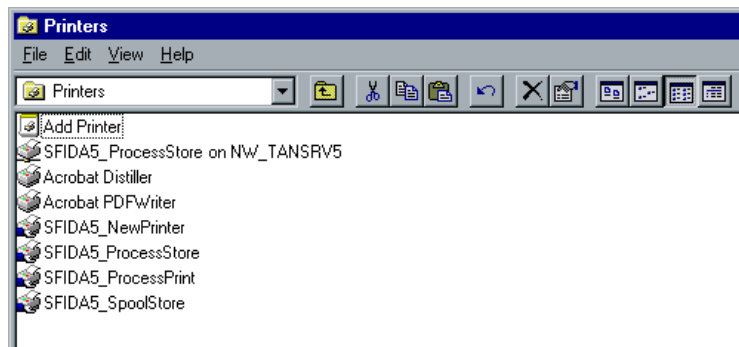 Printers
File Edit View Help
Printers
Add Printer
SFIDA5_ProcessStore on NW_TANSRV5
Acrobat Distiller
Acrobat PDFWriter
SFIDA5_NewPrinter
SFIDA5_ProcessStore
SFIDA5_ProcessPrint
SFIDA5_SpoolStore